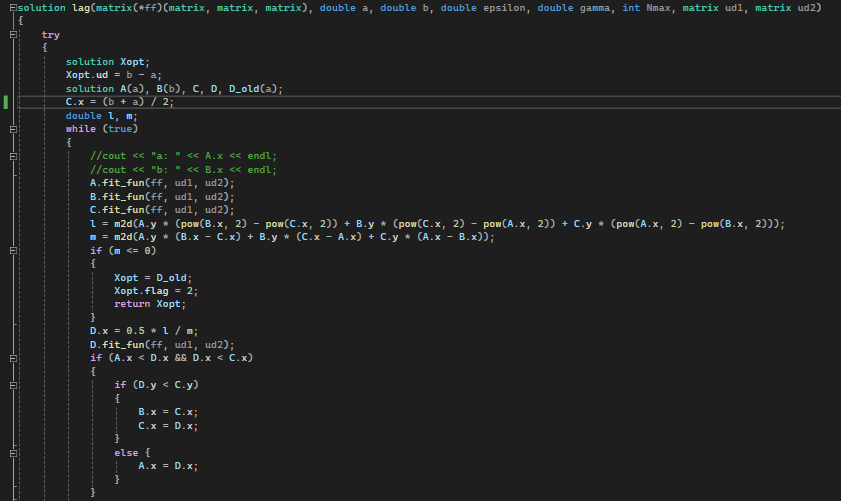 solution lag(matrix(*ff)(matrix, matrix, matrix), double a, double b, double epsilon, double gamma, int Nmax, matrix ud1, matrix ud2)
{
try
{
solution Xopt;
Xopt.ud = b - a;
solution A(a), B(b), C, D, D_old(a);
C.x = (b + a) / 2;
double l, m;
while (true)
{
//cout << "a: " << A.x << endl;
//cout << "b: " << B.x << endl;
A.fit_fun(ff, ud1, ud2);
B.fit_fun(ff, ud1, ud2);
C.fit_fun(ff, ud1, ud2);
l = m2d(A.y * (pow(B.x, 2) - pow(C.x, 2)) + B.y * (pow(C.x, 2) - pow(A.x, 2)) + C.y * (pow(A.x, 2) - pow(B.x, 2)));
m = m2d(A.y * (B.x - C.x) + B.y * (C.x - A.x) + C.y * (A.x - B.x));
if (m <= 0)
{
Xopt = D_old;
Xopt.flag = 2;
return Xopt;
}
D.x = 0.5 * l / m;
D.fit_fun(ff, ud1, ud2);
if (A.x < D.x && D.x < C.x)
{
if (D.y < C.y)
{
B.x = C.x;
C.x = D.x;
}
else {
A.x = D.x;
}
}